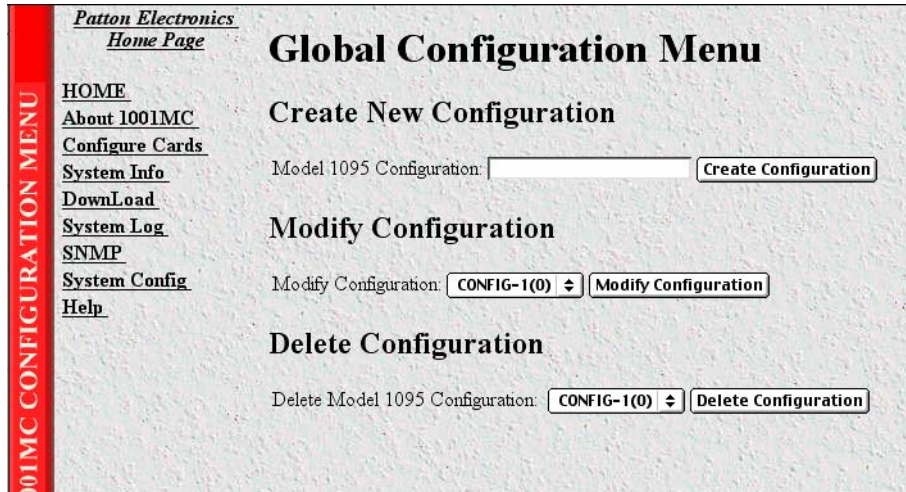 Patton Electronics
Home Page
HOME
About 1001MC
Configure Cards
System Info
DownLoad
System Log
SNMP
System Config
Help
001MC CONFIGURATION MENU
Global Configuration Menu
Create New Configuration
Model 1095 Configuration: Create Configuration
Modify Configuration
Modify Configuration: CONFIG-1(0) Modify Configuration
Delete Configuration
Delete Model 1095 Configuration: CONFIG-1(0) Delete Configuration